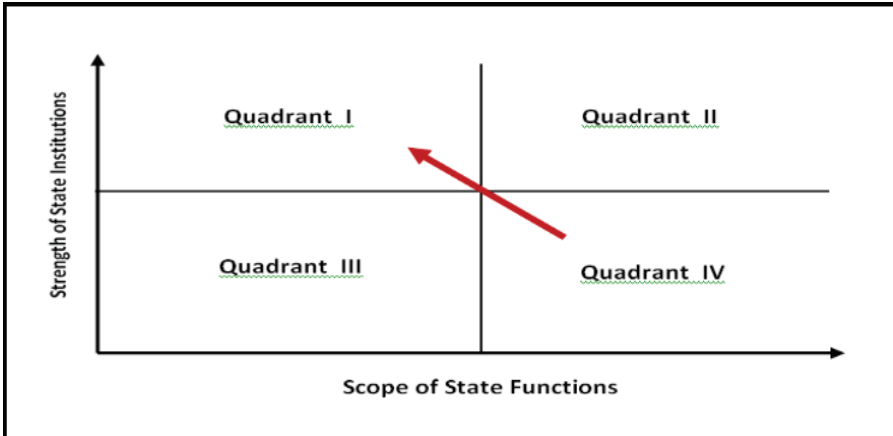 Strength of State Institutions
Quadrant I
Quadrant II
Quadrant III
Quadrant IV
Scope of State Functions